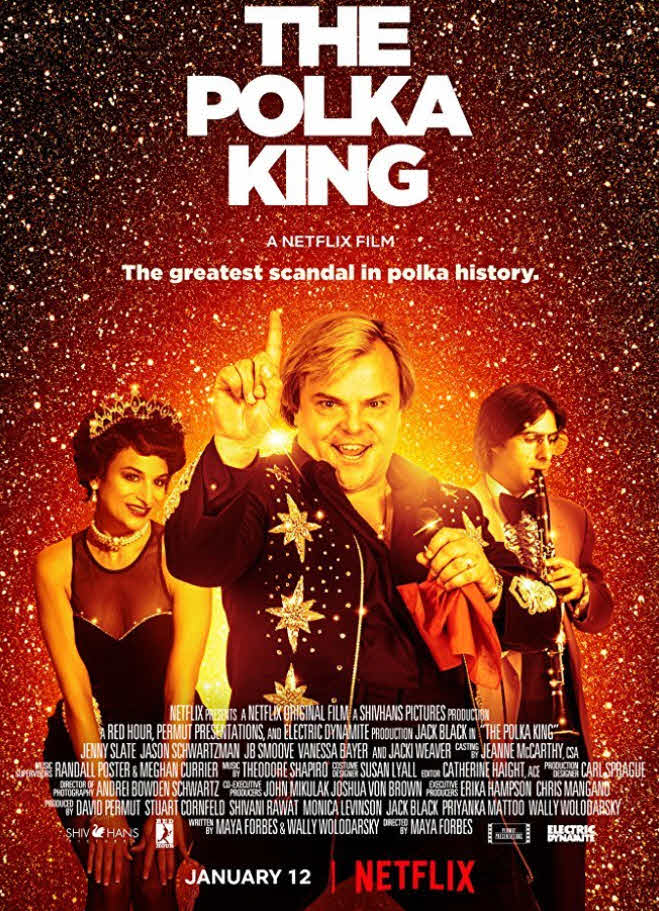 THE
POLKA
KING
A NETFLIX FILM
The greatest scandal in polka history.
NETFLIX PRESENTS A NETFLIX ORIGINAL FILM A SHIVHANS PICTURES PRODUCTION
A RED HOUR, PERMUT PRESENTATIONS, AND ELECTRIC DYNAMITE PRODUCTION JACK BLACK IN "THE POLKA KING"
JENNY SLATE JASON SCHWARTZMAN JB SMOOVE VANESSA BAYER AND JACKI WEAVER CASTING BY JEANNE McCARTHY, CSA
MUSIC SUPERVISORS RANDALL POSTER & MEGHAN CURRIER MUSIC BY THEODORE SHAPIRO COSTUME DESIGNER SUSAN LYALL EDITOR CATHERINE HAIGHT, ACE PRODUCTION DESIGNER CARL SPRAGUE
DIRECTOR OF PHOTOGRAPHY ANDREI BOWDEN SCHWARTZ CO-EXECUTIVE PRODUCERS JOHN MIKULAK JOSHUA VON BROWN EXECUTIVE PRODUCERS ERIKA HAMPSON CHRIS MANGANO
PRODUCED BY DAVID PERMUT STUART CORNFELD SHIVANI RAWAT MONICA LEVINSON JACK BLACK PRIYANKA MATTOO WALLY WOLODARSKY
SHIV HANS RED HOUR WRITTEN BY MAYA FORBES & WALLY WOLODARSKY DIRECTED BY MAYA FORBES PERMUT PRESENTATIONS ELECTRIC DYNAMITE
JANUARY 12 NETFLIX